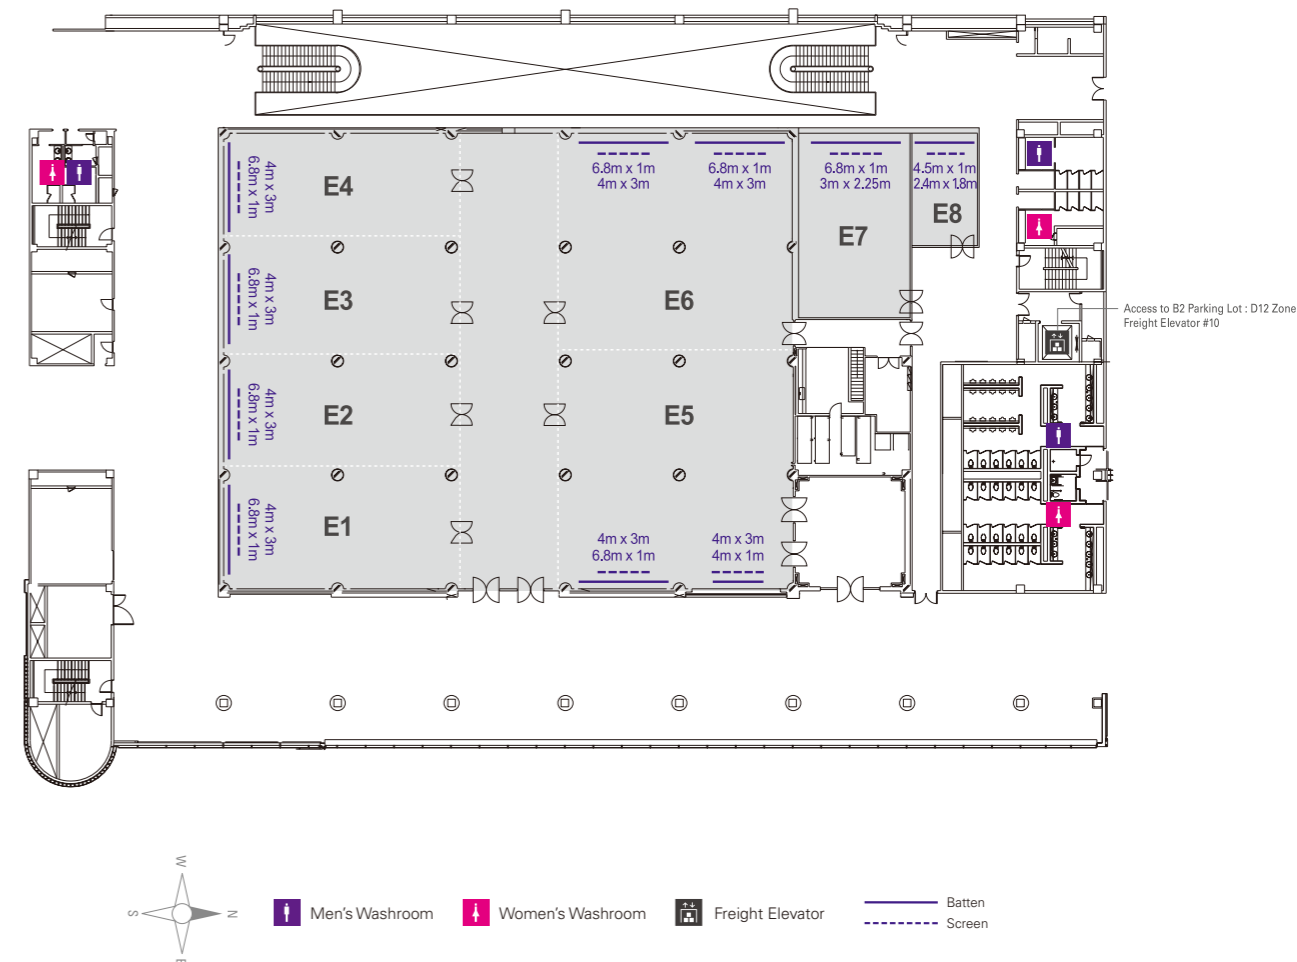 6.8m x 1m
4m x 3m
6.8m x 1m
4m x 3m
6.8m x 1m
3m x 2.25m
4.5m x 1m
2.4m x 1.8m
E4
4m x 3m
6.8m x 1m
E8
E7
E3
4m x 3m
6.8m x 1m
E6
Access to B2 Parking Lot : D12 Zone
Freight Elevator #10
E2
4m x 3m
6.8m x 1m
E5
E1
4m x 3m
6.8m x 1m
4m x 3m
6.8m x 1m
4m x 3m
4m x 1m
W
S
N
Men's Washroom
Women's Washroom
Freight Elevator
Batten
Screen